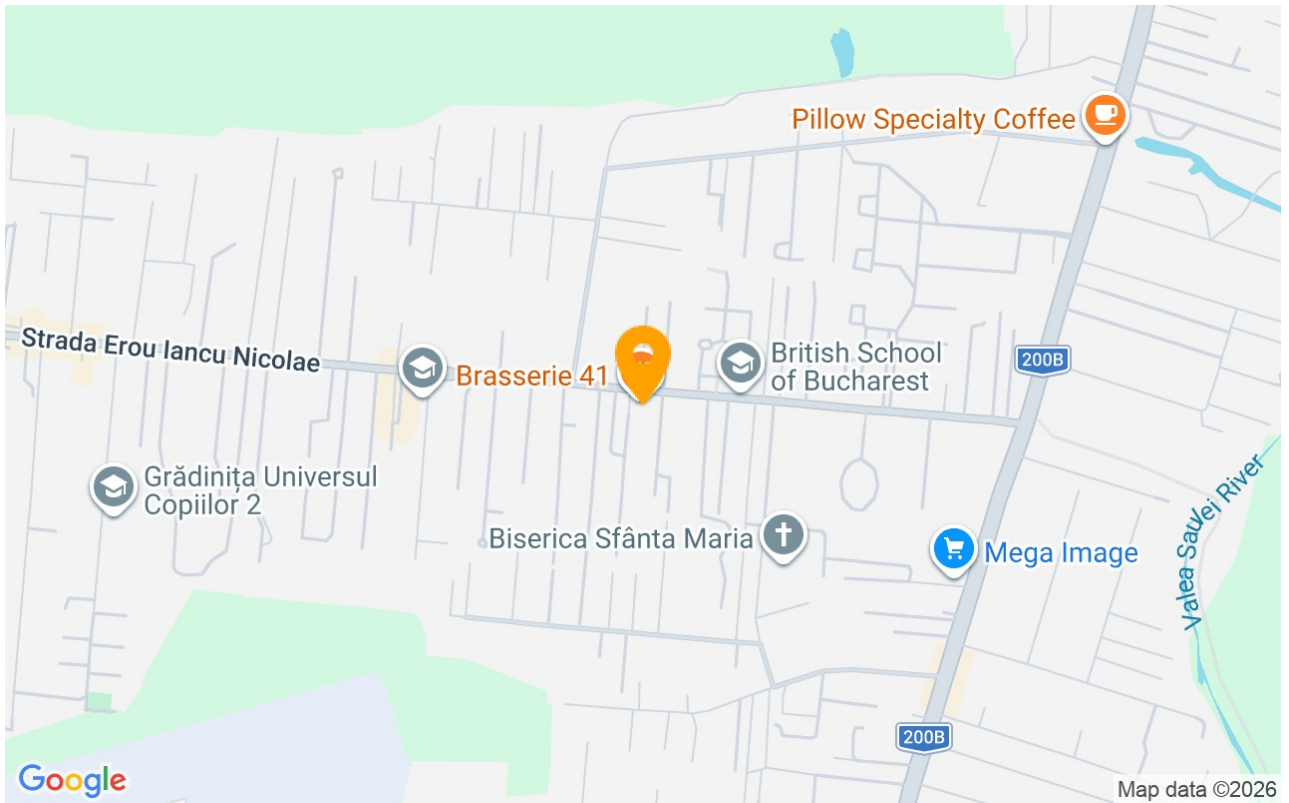 Pillow Specialty Coffee
Strada Erou Iancu Nicolae
Brasserie 41
British School
of Bucharest
200B
Grădinița Universul
Copiilor 2
Biserica Sfânta Maria
Mega Image
Valea Saulei River
200B
Google
Map data ©2026